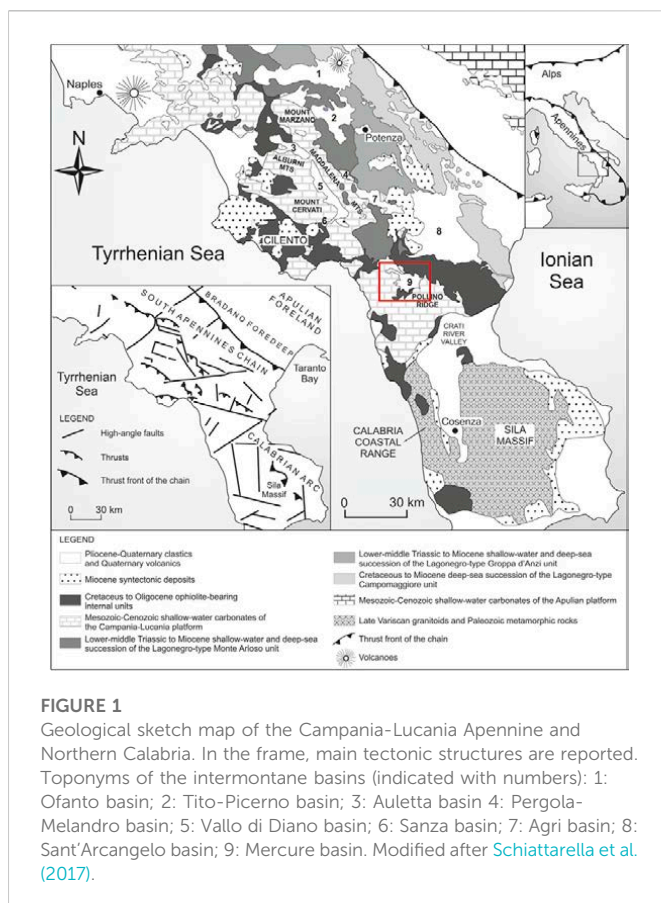 Naples
N
1
MOUNT
MARZANO
2
Potenza
3
ALBURNI
MTS
4
MADDALENA
MTS
5
MOUNT
CERVATI
7
6
8
CILENTO
Tyrrhenian Sea
Alps
Apennines
Ionian
Sea
9
POLLINO
RIDGE
CRATI
RIVER
VALLEY
CALABRIA
COASTAL
RANGE
Cosenza
SILA
MASSIF
0 30 km
SOUTH APENNINES CHAIN
BRADANO FOREDEEP
APULIAN
FORELAND
Tyrrhenian
Sea
Taranto
Bay
LEGEND
High-angle faults
Thrusts
Thrust front of the chain
0 30 km
CALABRIAN ARC
Sila
Massif
LEGEND
Pliocene-Quaternary clastics
and Quaternary volcanics
Miocene syntectonic deposits
Cretaceus to Oligocene ophiolite-bearing
internal units
Mesozoic-Cenozoic shallow-water carbonates of
the Campania-Lucania platform
Lower-middle Triassic to Miocene shallow-water and deep-sea
succession of the Lagonegro-type Monte Arioso unit
Lower-middle Triassic to Miocene shallow-water and deep-sea
succession of the Lagonegro-type Groppa d'Anzi unit
Cretaceous to Miocene deep-sea succession of the Lagonegro-type
Campomaggiore unit
Mesozoic-Cenozoic shallow-water carbonates of the Apulian platform
Late Variscan granitoids and Paleozoic metamorphic rocks
Thrust front of the chain
Volcanoes
FIGURE 1
Geological sketch map of the Campania-Lucania Apennine and
Northern Calabria. In the frame, main tectonic structures are reported.
Toponyms of the intermontane basins (indicated with numbers): 1:
Ofanto basin; 2: Tito-Picerno basin; 3: Auletta basin 4: Pergola-
Melandro basin; 5: Vallo di Diano basin; 6: Sanza basin; 7: Agri basin; 8:
Sant'Arcangelo basin; 9: Mercure basin. Modified after Schiattarella et al.
(2017).